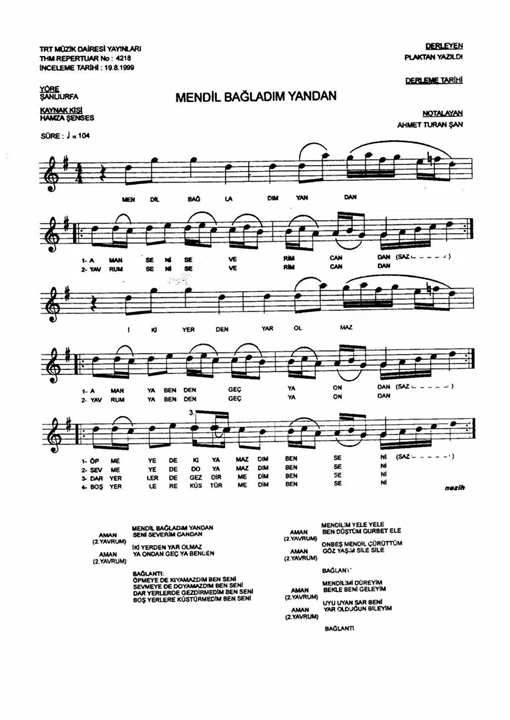 TRT MÜZİK DAİRESİ YAYINLARI
THM REPERTUAR No : 4218
İNCELEME TARİHİ : 19.8.1999
DERLEYEN
PLAKTAN YAZILDI
DERLEME TARİHİ
YÖRE
ŞANLIURFA
KAYNAK KİŞİ
HAMZA ŞENSES
MENDİL BAĞLADIM YANDAN
NOTALAYAN
AHMET TURAN ŞAN
SÜRE : ♩ = 104
MEN DİL BAĞ LA DIM YAN DAN
1- A MAN SE Nİ SE VE RİM CAN DAN (SAZ - - - - -)
2- YAV RUM SE Nİ SE VE RİM CAN DAN
İ Kİ YER DEN YAR OL MAZ
1- A MAN YA BEN DEN GEÇ YA ON DAN (SAZ - - - - -)
2- YAV RUM YA BEN DEN GEÇ YA ON DAN
3
1- ÖP ME YE DE KI YA MAZ DIM BEN SE Nİ (SAZ - - - - -)
2- SEV ME YE DE DO YA MAZ DIM BEN SE Nİ
3- DAR YER LER DE GEZ DİR ME DİM BEN SE Nİ
4- BOŞ YER LE RE KÜS TÜR ME DİM BEN SE Nİ
nezih
MENDİL BAĞLADIM YANDAN
AMAN SENİ SEVERİM CANDAN
(2.YAVRUM)
İKİ YERDEN YAR OLMAZ
AMAN YA ONDAN GEÇ YA BENDEN
(2.YAVRUM)
BAĞLANTI:
ÖPMEYE DE KIYAMAZDIM BEN SENİ
SEVMEYE DE DOYAMAZDIM BEN SENİ
DAR YERLERDE GEZDİRMEDİM BEN SENİ
BOŞ YERLERE KÜSTÜRMEDİM BEN SENİ
MENDİLİM YELE YELE
AMAN BEN DÜŞTÜM GURBET ELE
(2.YAVRUM)
ONBEŞ MENDİL ÇÜRÜTTÜM
AMAN GÖZ YAŞIM SİLE SİLE
(2.YAVRUM)
BAĞLANTI
MENDİLİMİ DÜREYİM
AMAN BEKLE BENİ GELEYİM
(2.YAVRUM)
UYU UYAN SAR BENİ
AMAN YAR OLDUĞUN BİLEYİM
(2.YAVRUM)
BAĞLANTI